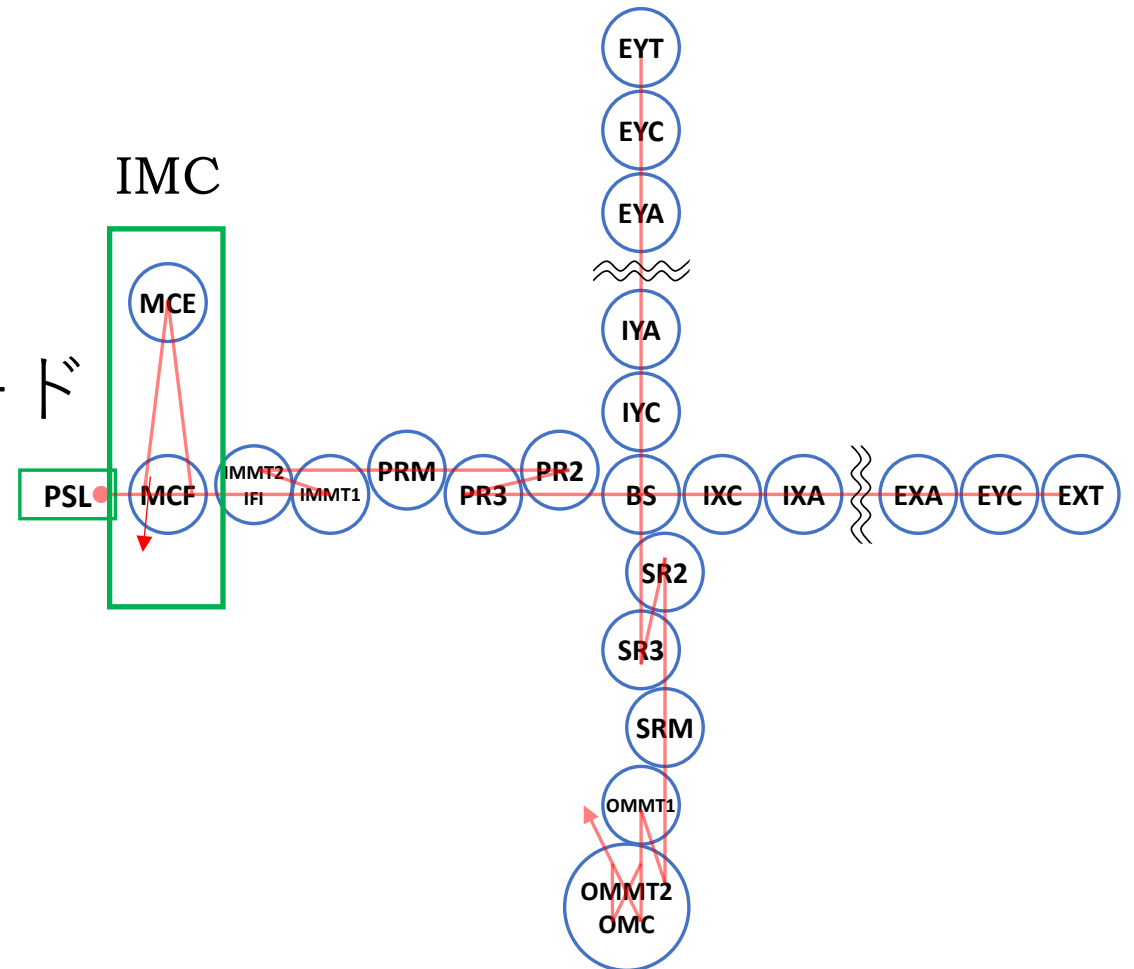 EYT
EYC
EYA
IMC
MCE
IYA
IYC
ド
IMMT2
IFI
IMMT1
PRM
PR3
PR2
PSL
MCF
BS
IXC
IXA
EXA
EYC
EXT
SR2
SR3
SRM
OMMT1
OMMT2
OMC